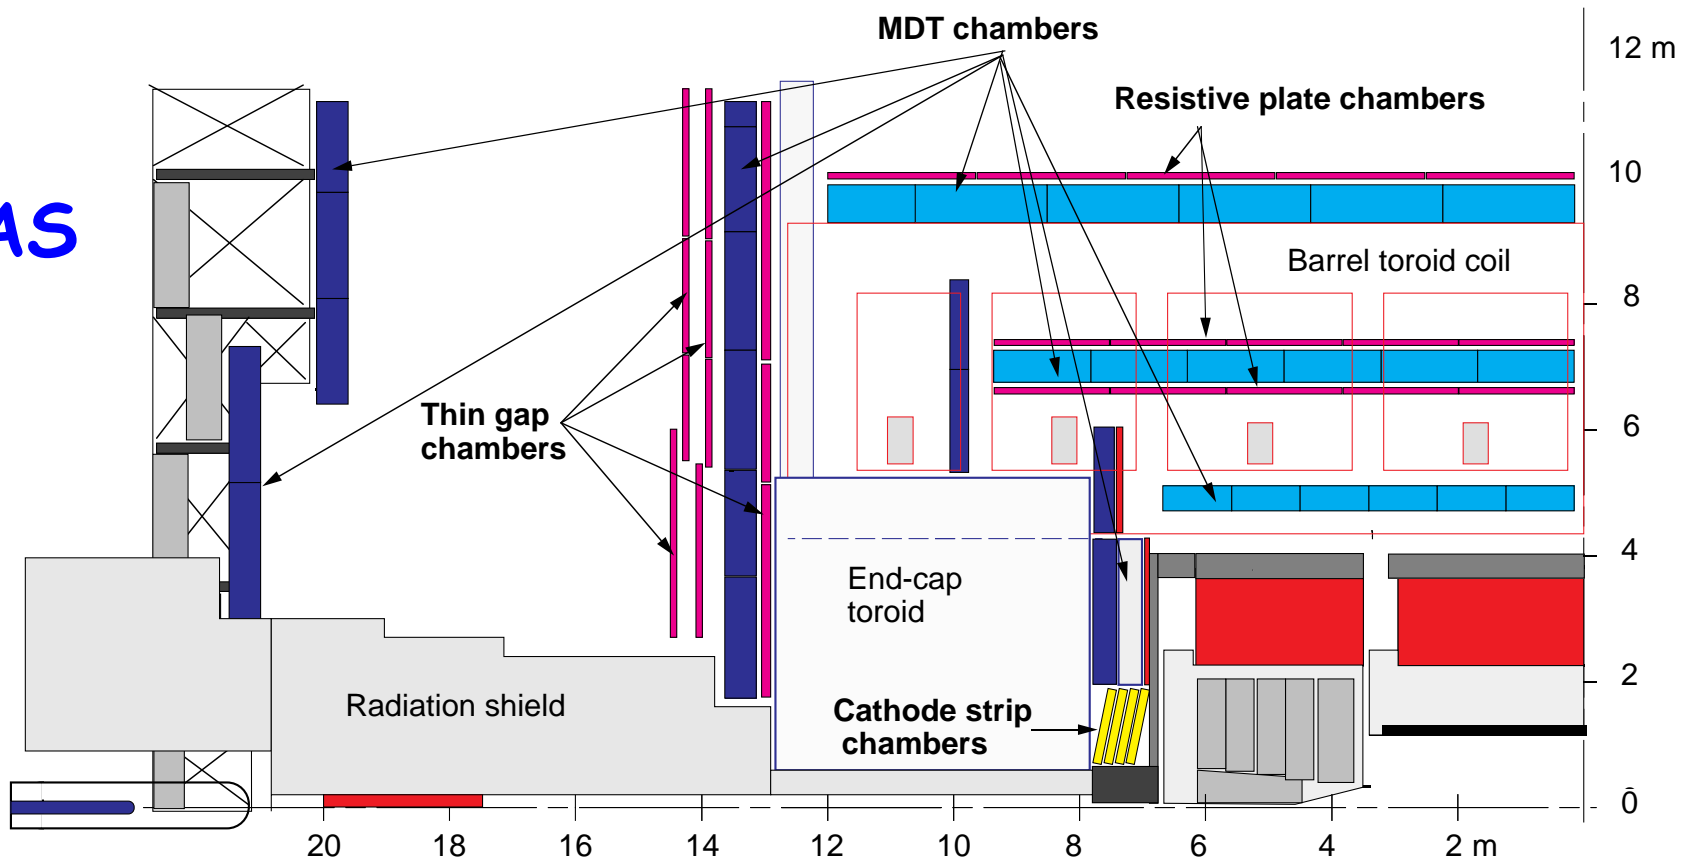 MDT chambers
12 m
Resistive plate chambers
10
AS
Barrel toroid coil
8
Thin gap
chambers
6
4
End-cap
toroid
2
Radiation shield
Cathode strip
chambers
0
20 18 16 14 12 10 8 6 4 2 m